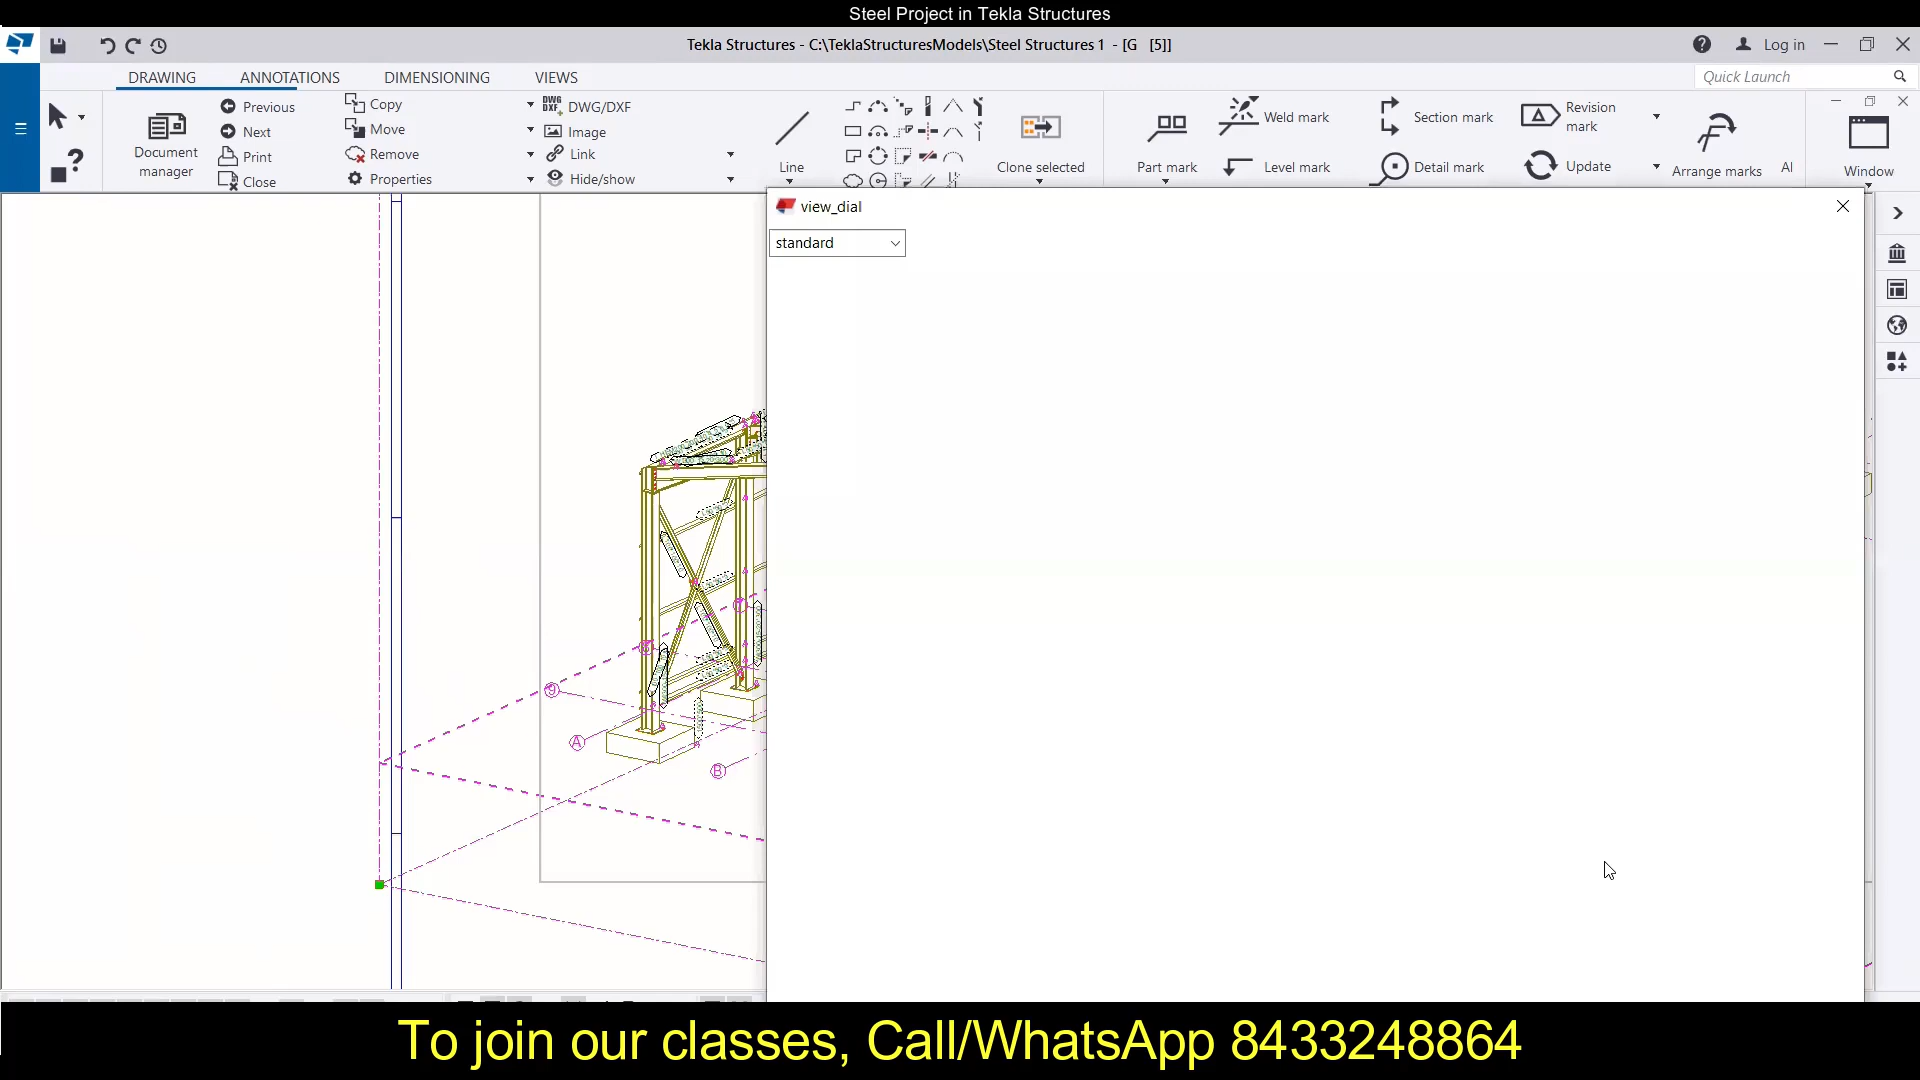 Steel Project in Tekla Structures
Tekla Structures - C:\TeklaStructuresModels\Steel Structures 1 - [G [5]]
Log in
DRAWING
ANNOTATIONS
DIMENSIONING
VIEWS
Quick Launch
Document manager
Previous
Next
Print
Close
Copy
Move
Remove
Properties
DWG/DXF
Image
Link
Hide/show
Line
Clone selected
Part mark
Weld mark
Level mark
Section mark
Detail mark
Revision mark
Update
Arrange marks
Al
Window
view_dial
standard
9
A
B
To join our classes, Call/WhatsApp 8433248864